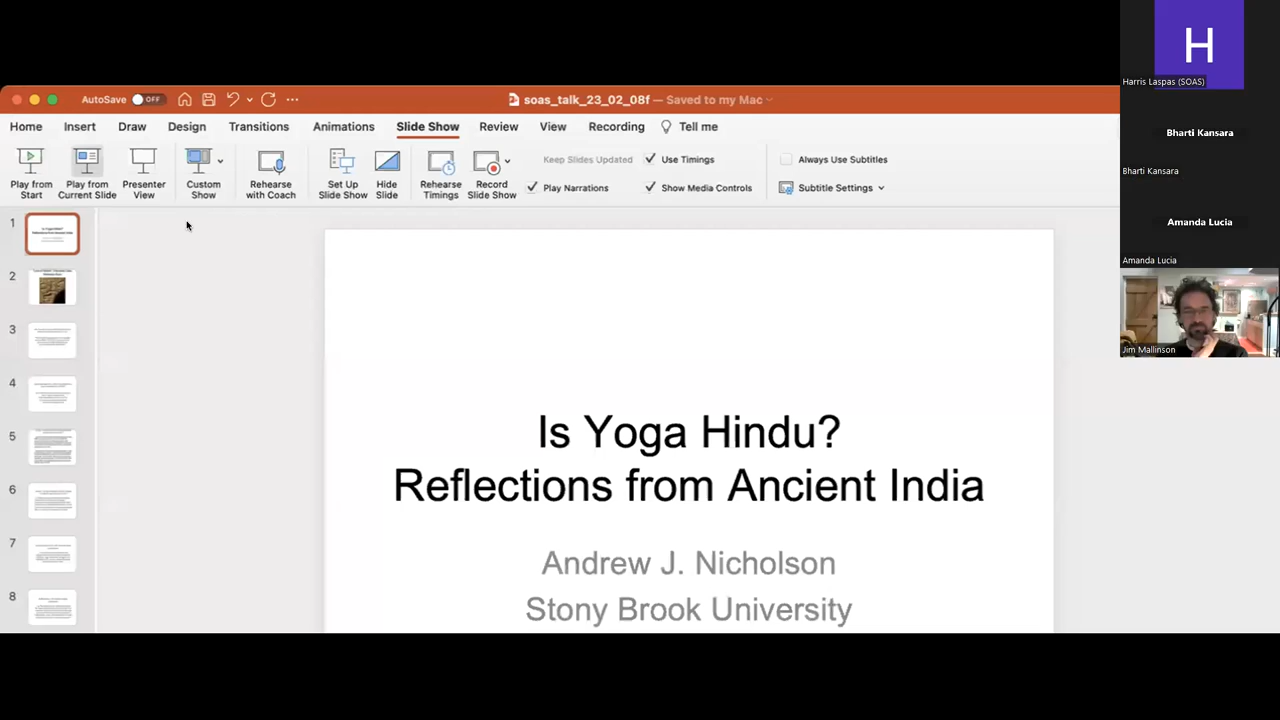 AutoSave OFF
soas_talk_23_02_08f — Saved to my Mac
Home Insert Draw Design Transitions Animations Slide Show Review View Recording Tell me
Play from Start
Play from Current Slide
Presenter View
Custom Show
Rehearse with Coach
Set Up Slide Show
Hide Slide
Rehearse Timings
Record Slide Show
Keep Slides Updated
Use Timings
Play Narrations
Show Media Controls
Always Use Subtitles
Subtitle Settings
1
2
3
4
5
6
7
8
Is Yoga Hindu?
Reflections from Ancient India
Andrew J. Nicholson
Stony Brook University
H
Harris Laspas (SOAS)
Bharti Kansara
Bharti Kansara
Amanda Lucia
Amanda Lucia
Jim Mallinson